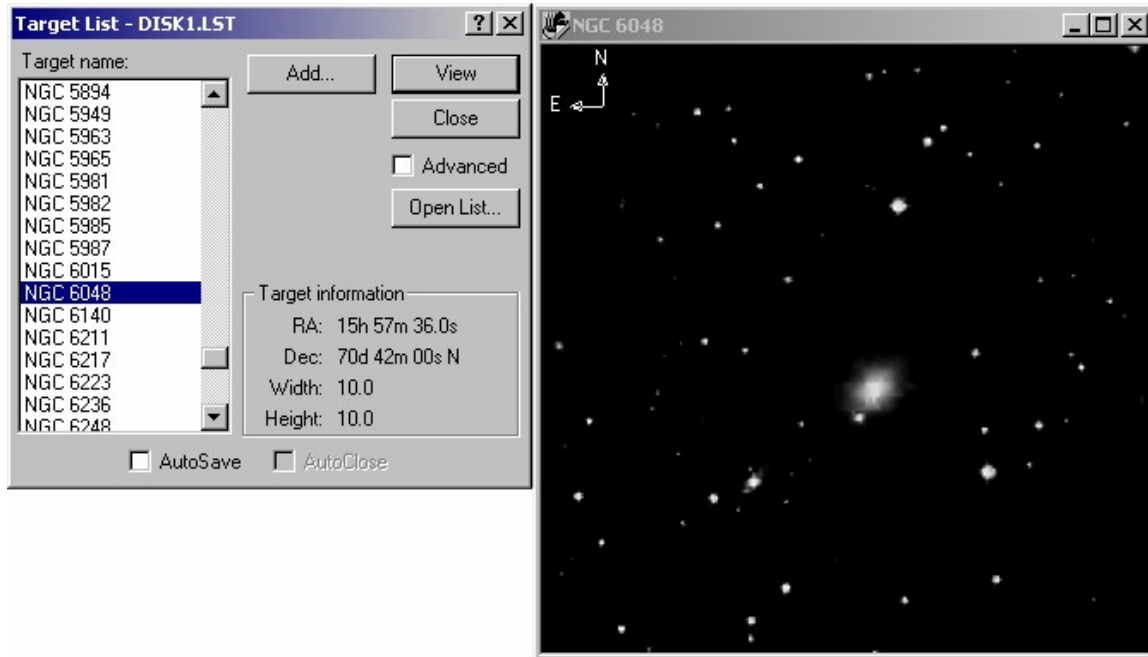 Target List - DISK1.LST
Target name:
NGC 5894
NGC 5949
NGC 5963
NGC 5965
NGC 5981
NGC 5982
NGC 5985
NGC 5987
NGC 6015
NGC 6048
NGC 6140
NGC 6211
NGC 6217
NGC 6223
NGC 6236
NGC 6248
Add...
View
Close
Advanced
Open List...
Target information
RA: 15h 57m 36.0s
Dec: 70d 42m 00s N
Width: 10.0
Height: 10.0
AutoSave
AutoClose
NGC 6048
N
E